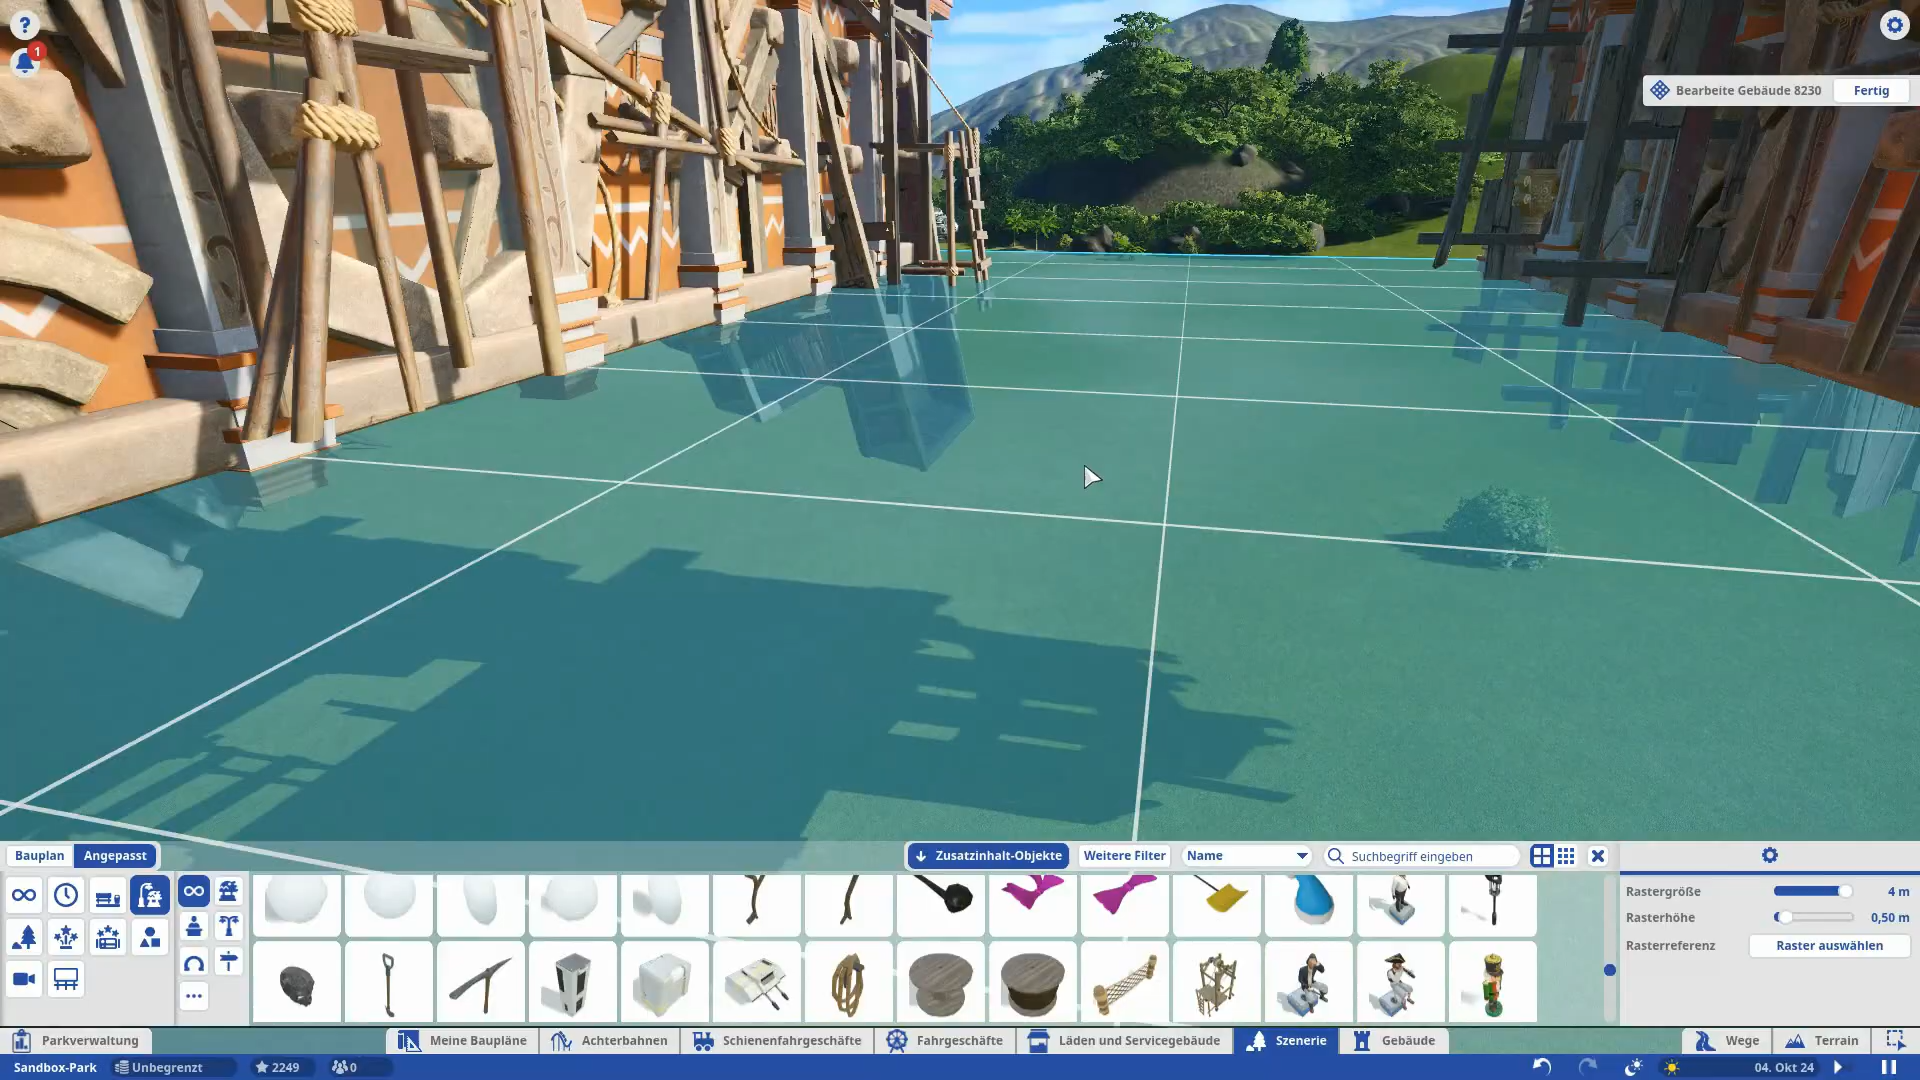 ?
1
Bearbeite Gebäude 8230 Fertig
Bauplan Angepasst
Zusatzinhalt-Objekte Weitere Filter Name Suchbegriff eingeben
Rastergröße 4 m
Rasterhöhe 0,50 m
Rasterreferenz Raster auswählen
Parkverwaltung Meine Baupläne Achterbahnen Schienenfahrgeschäfte Fahrgeschäfte Läden und Servicegebäude Szenerie Gebäude Wege Terrain
Sandbox-Park Unbegrenzt 2249 0 04. Okt 24